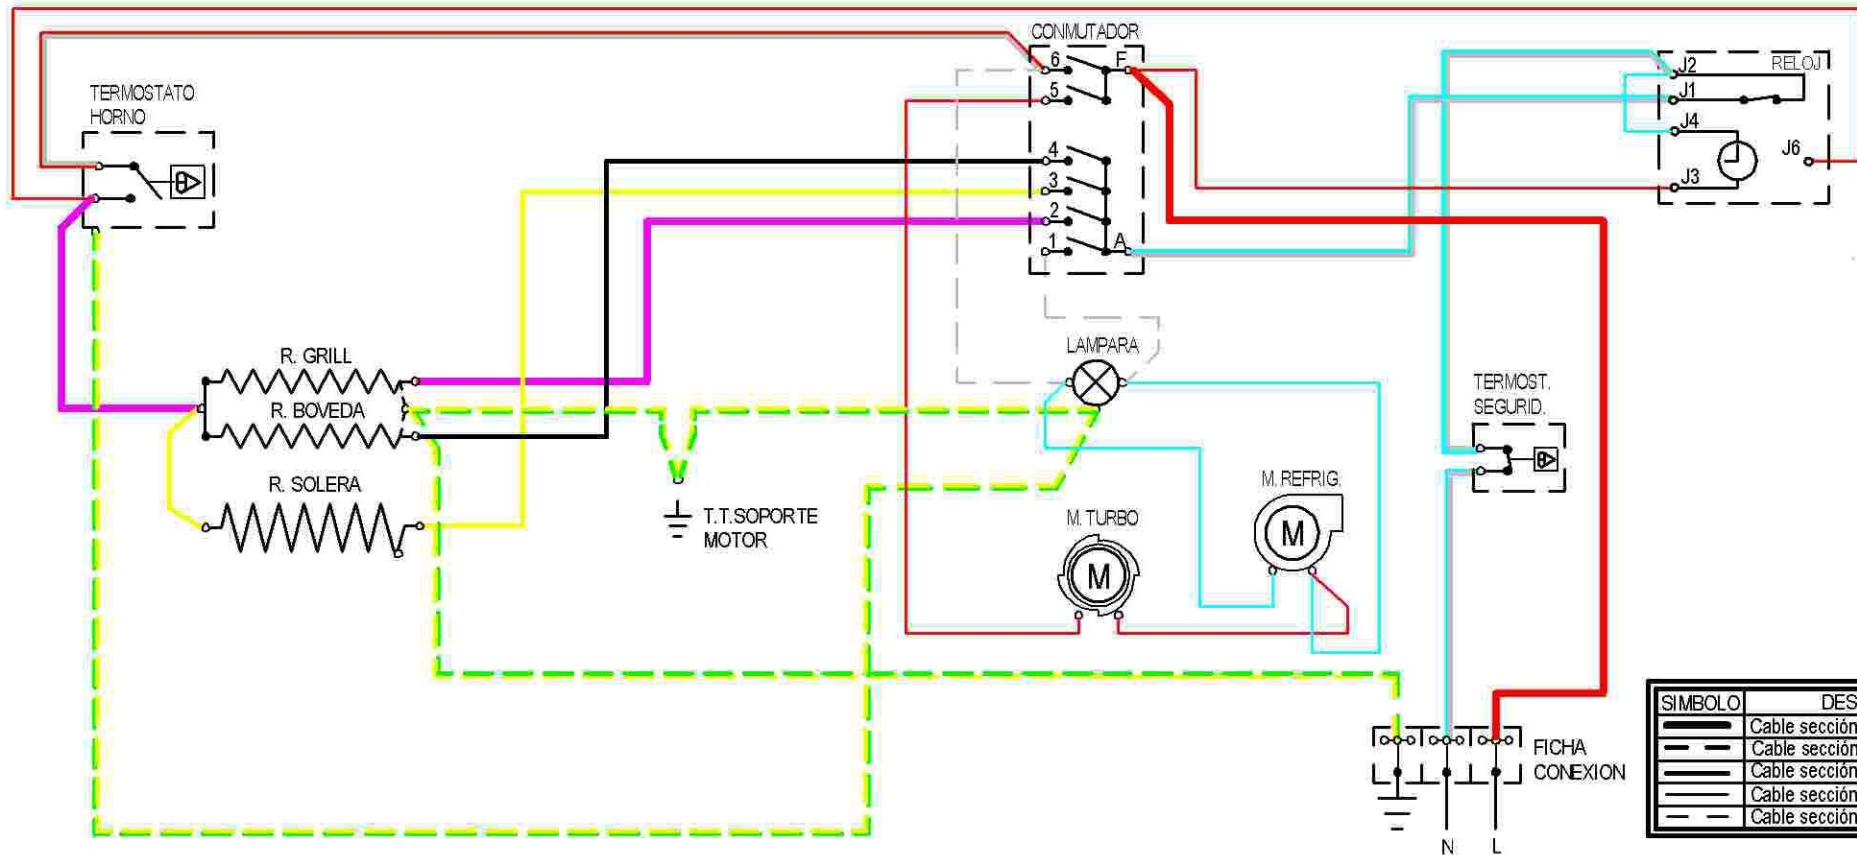 CONMUTADOR
6
F
5
4
3
2
1
A
TERMOSTATO
HORNO
RELOJ
J2
J1
J4
J6
J3
R. GRILL
R. BOVEDA
R. SOLERA
LAMPARA
TERMOST.
SEGURID.
T.T.SOPORTE
MOTOR
M. TURBO
M
M. REFRIG.
M
FICHA
CONEXION
N
L
SIMBOLO DES
Cable sección
Cable sección
Cable sección
Cable sección
Cable sección